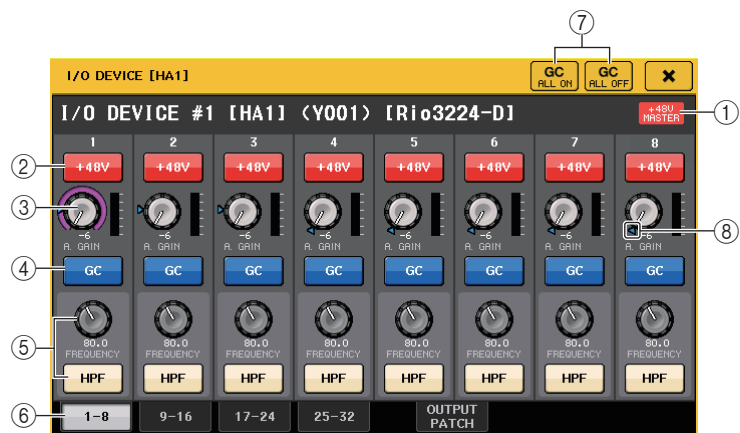 ⑦
I/O DEVICE [HA1] GC ALL ON GC ALL OFF ×
I/O DEVICE #1 [HA1] (Y001) [Rio3224-D] +48V MASTER ①
1 2 3 4 5 6 7 8
② +48V +48V +48V +48V +48V +48V +48V +48V
③
-6 -6 -6 -6 -6 -6 -6 -6 ⑧
A. GAIN A. GAIN A. GAIN A. GAIN A. GAIN A. GAIN A. GAIN A. GAIN
④ GC GC GC GC GC GC GC GC
80.0 80.0 80.0 80.0 80.0 80.0 80.0 80.0
⑤ FREQUENCY FREQUENCY FREQUENCY FREQUENCY FREQUENCY FREQUENCY FREQUENCY FREQUENCY
HPF HPF HPF HPF HPF HPF HPF HPF
⑥ 1-8 9-16 17-24 25-32 OUTPUT PATCH